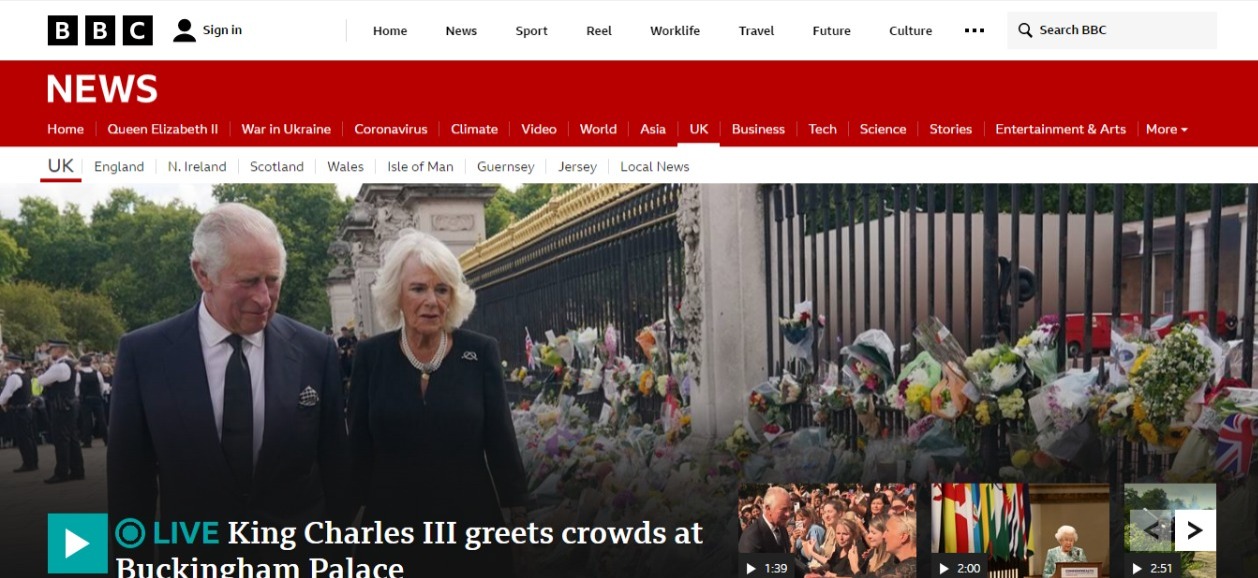 BBC Sign in Home News Sport Reel Worklife Travel Future Culture ••• Search BBC
NEWS
Home Queen Elizabeth II War in Ukraine Coronavirus Climate Video World Asia UK Business Tech Science Stories Entertainment & Arts More
UK England N. Ireland Scotland Wales Isle of Man Guernsey Jersey Local News
LIVE King Charles III greets crowds at
Buckingham Palace
1:39
2:00
2:51